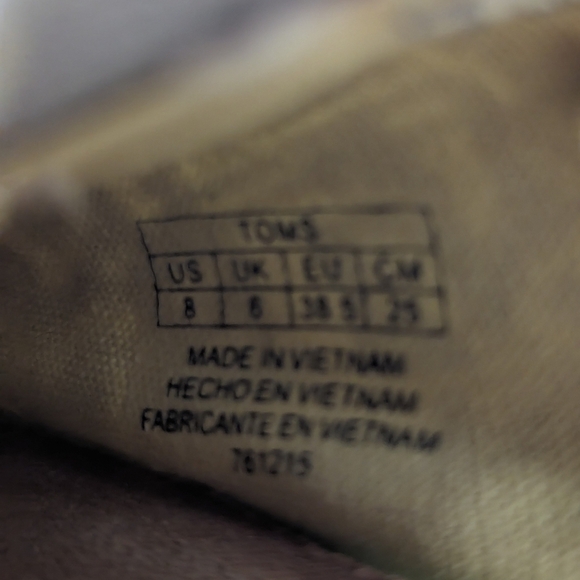 TOMS
US UK EU CM
8 6 38.5 25
MADE IN VIETNAM
HECHO EN VIETNAM
FABRICANTE EN VIETNAM
761215